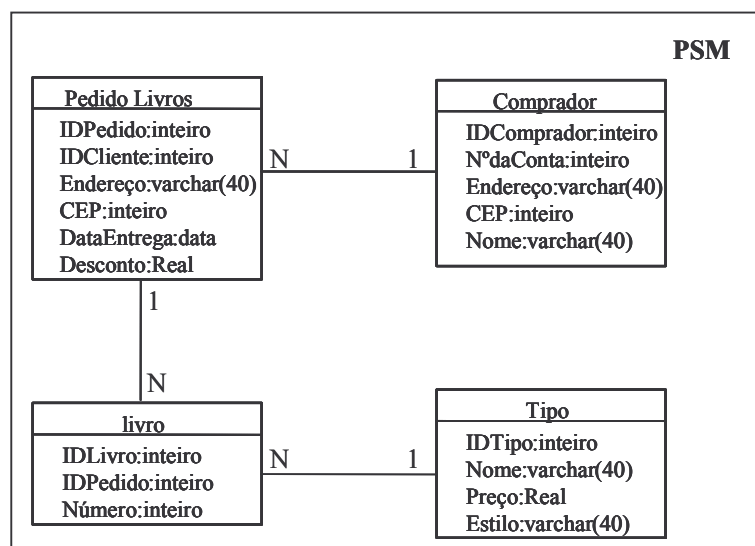 PSM
Pedido Livros
IDPedido:inteiro
IDCliente:inteiro
Endereço:varchar(40)
CEP:inteiro
DataEntrega:data
Desconto:Real
N
1
Comprador
IDComprador:inteiro
NºdaConta:inteiro
Endereço:varchar(40)
CEP:inteiro
Nome:varchar(40)
1
N
livro
IDLivro:inteiro
IDPedido:inteiro
Número:inteiro
N
1
Tipo
IDTipo:inteiro
Nome:varchar(40)
Preço:Real
Estilo:varchar(40)